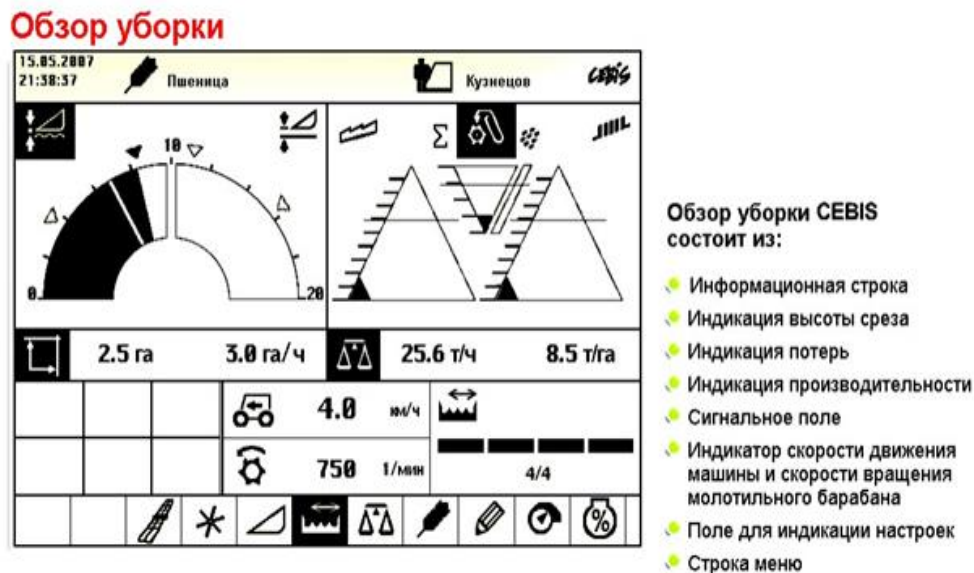 Обзор уборки
15.05.2007
21:38:37
Пшеница
Кузнецов
CEBIS
10
Σ
0
20
2.5 га
3.0 га/ч
25.6 т/ч
8.5 т/га
4.0 км/ч
750 1/мин
4/4
%
Обзор уборки CEBIS
состоит из:
Информационная строка
Индикация высоты среза
Индикация потерь
Индикация производительности
Сигнальное поле
Индикатор скорости движения
машины и скорости вращения
молотильного барабана
Поле для индикации настроек
Строка меню